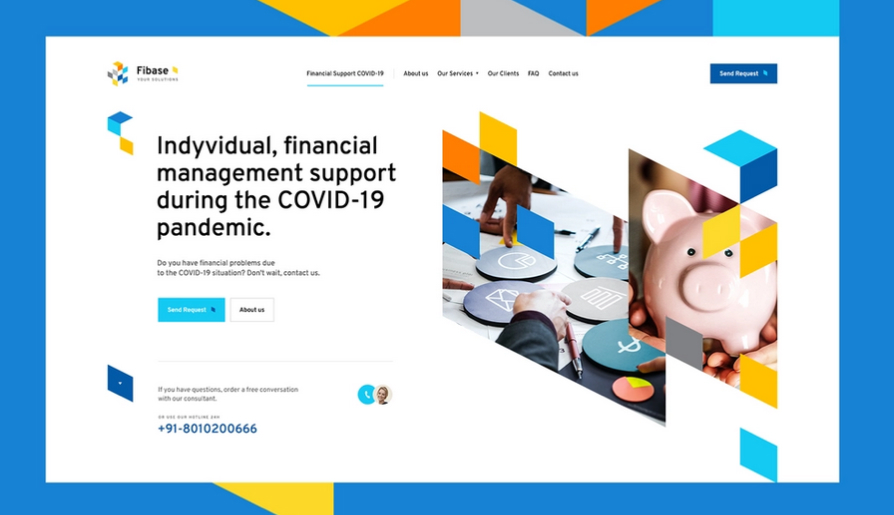 Fibase
YOUR SOLUTIONS
Financial Support COVID-19
About us
Our Services
Our Clients
FAQ
Contact us
Send Request
Indyvidual, financial
management support
during the COVID-19
pandemic.
Do you have financial problems due
to the COVID-19 situation? Don't wait, contact us.
Send Request
About us
If you have questions, order a free conversation
with our consultant.
OR USE OUR HOTLINE 24H
+91-8010200666